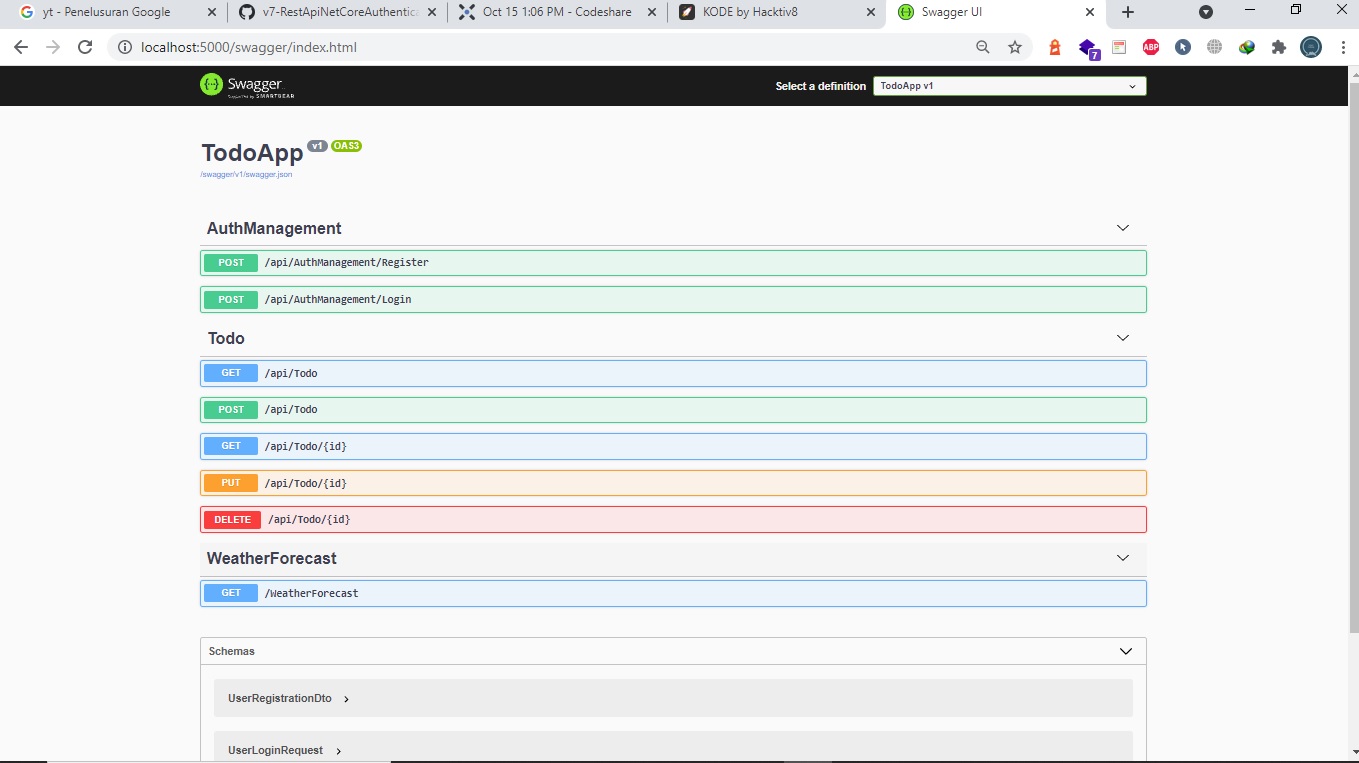 yt - Penelusuran Google
v7-RestApiNetCoreAuthentica
Oct 15 1:06 PM - Codeshare
KODE by Hacktiv8
Swagger UI
localhost:5000/swagger/index.html
7
ABP
Swagger
Supported by SMARTBEAR
Select a definition
TodoApp v1
TodoApp v1 OAS3
/swagger/v1/swagger.json
AuthManagement
POST /api/AuthManagement/Register
POST /api/AuthManagement/Login
Todo
GET /api/Todo
POST /api/Todo
GET /api/Todo/{id}
PUT /api/Todo/{id}
DELETE /api/Todo/{id}
WeatherForecast
GET /WeatherForecast
Schemas
UserRegistrationDto
UserLoginRequest